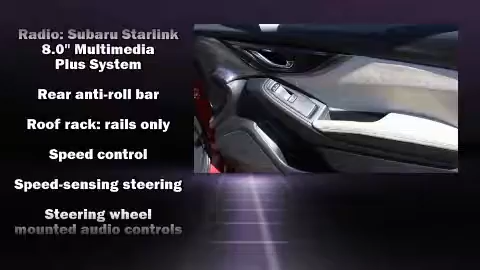 Radio: Subaru Starlink
8.0" Multimedia
Plus System
Rear anti-roll bar
Roof rack: rails only
Speed control
Speed-sensing steering
Steering wheel
mounted audio controls